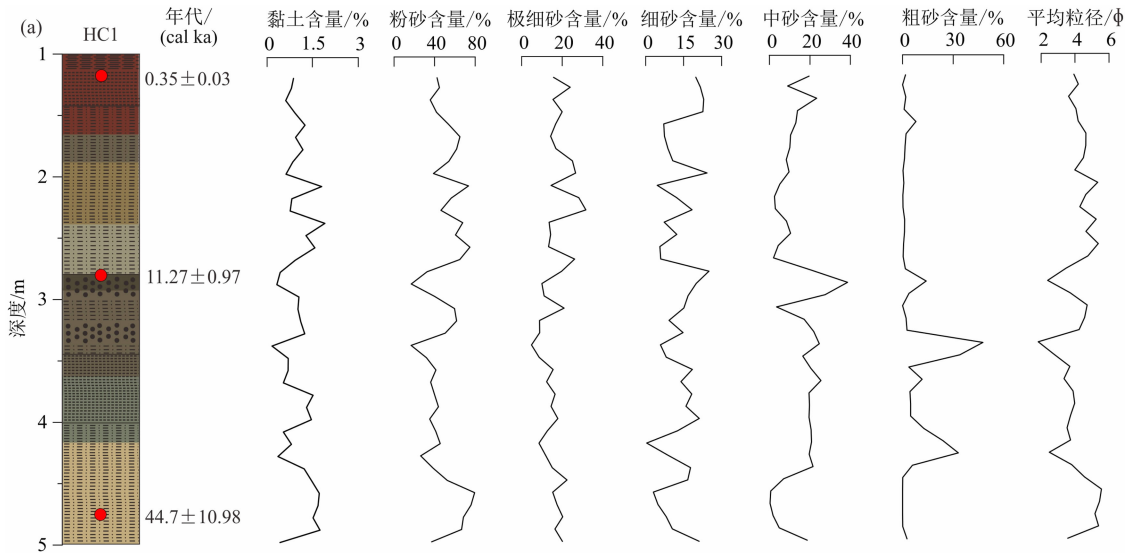 (a)
HC1
年代/
(cal ka)
黏土含量/%
粉砂含量/%
极细砂含量/%
细砂含量/%
中砂含量/%
粗砂含量/%
平均粒径/ϕ
0 1.5 3
0 40 80
0 20 40
0 15 30
0 20 40
0 30 60
2 4 6
1
2
3
4
5
深度/m
0.35±0.03
11.27±0.97
44.7±10.98